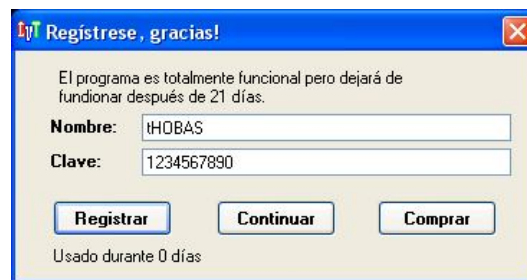 Regístrese, gracias!
El programa es totalmente funcional pero dejará de
fundionar después de 21 días.
Nombre: tHOBAS
Clave: 1234567890
Registrar Continuar Comprar
Usado durante 0 días